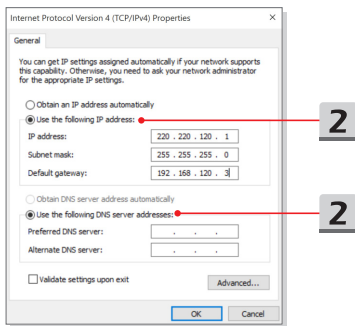 Internet Protocol Version 4 (TCP/IPv4) Properties
General
You can get IP settings assigned automatically if your network supports
this capability. Otherwise, you need to ask your network administrator
for the appropriate IP settings.
Obtain an IP address automatically
Use the following IP address:
2
IP address: 220 . 220 . 120 . 1
Subnet mask: 255 . 255 . 255 . 0
Default gateway: 192 . 168 . 120 . 3
Obtain DNS server address automatically
Use the following DNS server addresses:
2
Preferred DNS server: . . .
Alternate DNS server: . . .
Validate settings upon exit
Advanced...
OK Cancel